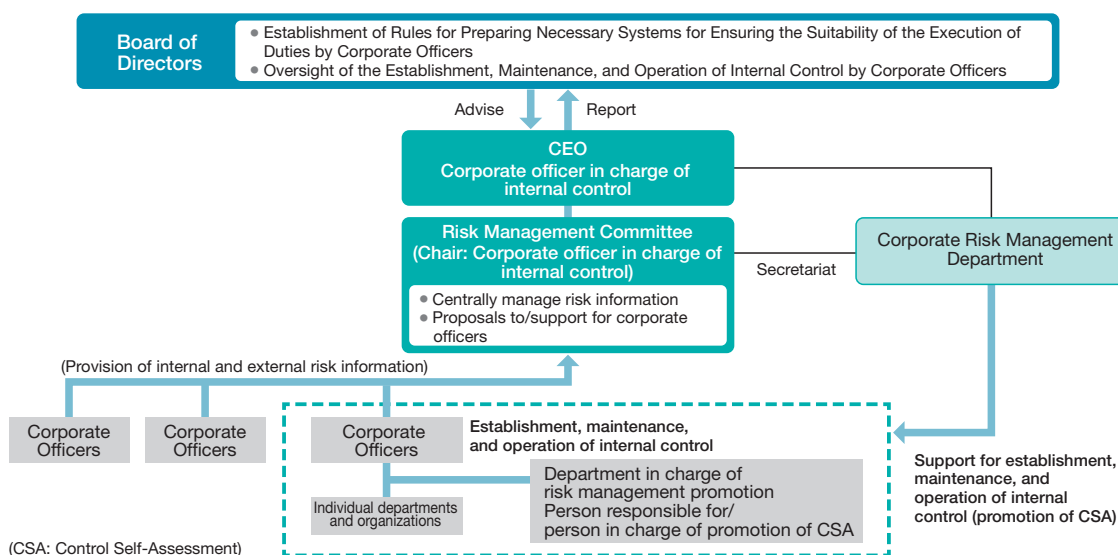 Board of
Directors
● Establishment of Rules for Preparing Necessary Systems for Ensuring the Suitability of the Execution of
Duties by Corporate Officers
● Oversight of the Establishment, Maintenance, and Operation of Internal Control by Corporate Officers
Advise
Report
CEO
Corporate officer in charge of
internal control
Risk Management Committee
(Chair: Corporate officer in charge of
internal control)
● Centrally manage risk information
● Proposals to/support for corporate
officers
Secretariat
Corporate Risk Management
Department
(Provision of internal and external risk information)
Corporate
Officers
Corporate
Officers
Corporate
Officers
Establishment, maintenance,
and operation of internal control
Individual departments
and organizations
Department in charge of
risk management promotion
Person responsible for/
person in charge of promotion of CSA
Support for establishment,
maintenance, and
operation of internal
control (promotion of CSA)
(CSA: Control Self-Assessment)